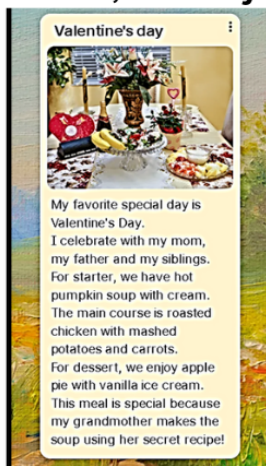 Valentine's day
My favorite special day is
Valentine's Day.
I celebrate with my mom,
my father and my siblings.
For starter, we have hot
pumpkin soup with cream.
The main course is roasted
chicken with mashed
potatoes and carrots.
For dessert, we enjoy apple
pie with vanilla ice cream.
This meal is special because
my grandmother makes the
soup using her secret recipe!